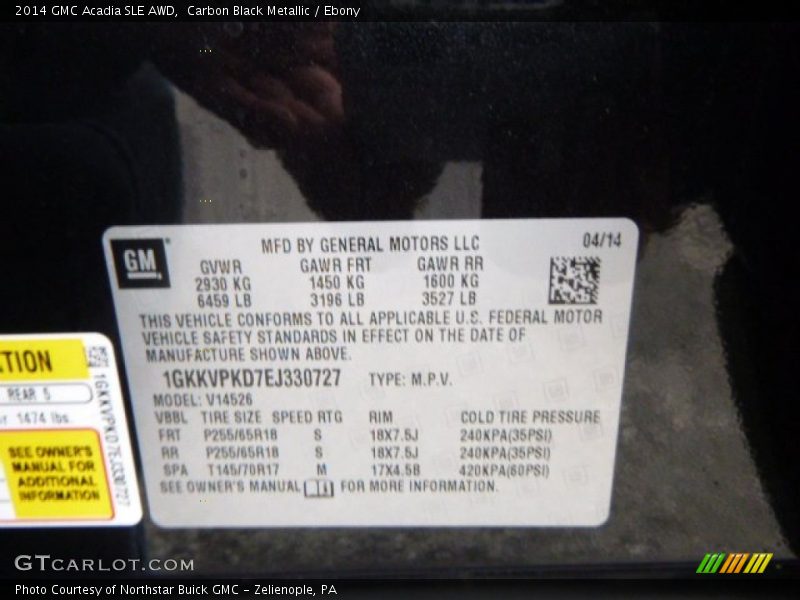 2014 GMC Acadia SLE AWD,  Carbon Black Metallic / Ebony
GM
MFD BY GENERAL MOTORS LLC 04/14
GVWR GAWR FRT GAWR RR
2930 KG 1450 KG 1600 KG
6459 LB 3196 LB 3527 LB
THIS VEHICLE CONFORMS TO ALL APPLICABLE U.S. FEDERAL MOTOR
VEHICLE SAFETY STANDARDS IN EFFECT ON THE DATE OF
MANUFACTURE SHOWN ABOVE.
1GKKVPKD7EJ330727 TYPE: M.P.V.
MODEL: V14526
VBBL TIRE SIZE SPEED RTG RIM COLD TIRE PRESSURE
FRT P255/65R18 S 18X7.5J 240KPA(35PSI)
RR P255/65R18 S 18X7.5J 240KPA(35PSI)
SPA T145/70R17 M 17X4.5B 420KPA(60PSI)
SEE OWNER'S MANUAL FOR MORE INFORMATION.
TION
REAR 5
r 1474 lbs.
SEE OWNER'S
MANUAL FOR
ADDITIONAL
INFORMATION
1GKKVPKD7EJ330727
GTCARLOT.COM
Photo Courtesy of Northstar Buick GMC - Zelienople, PA